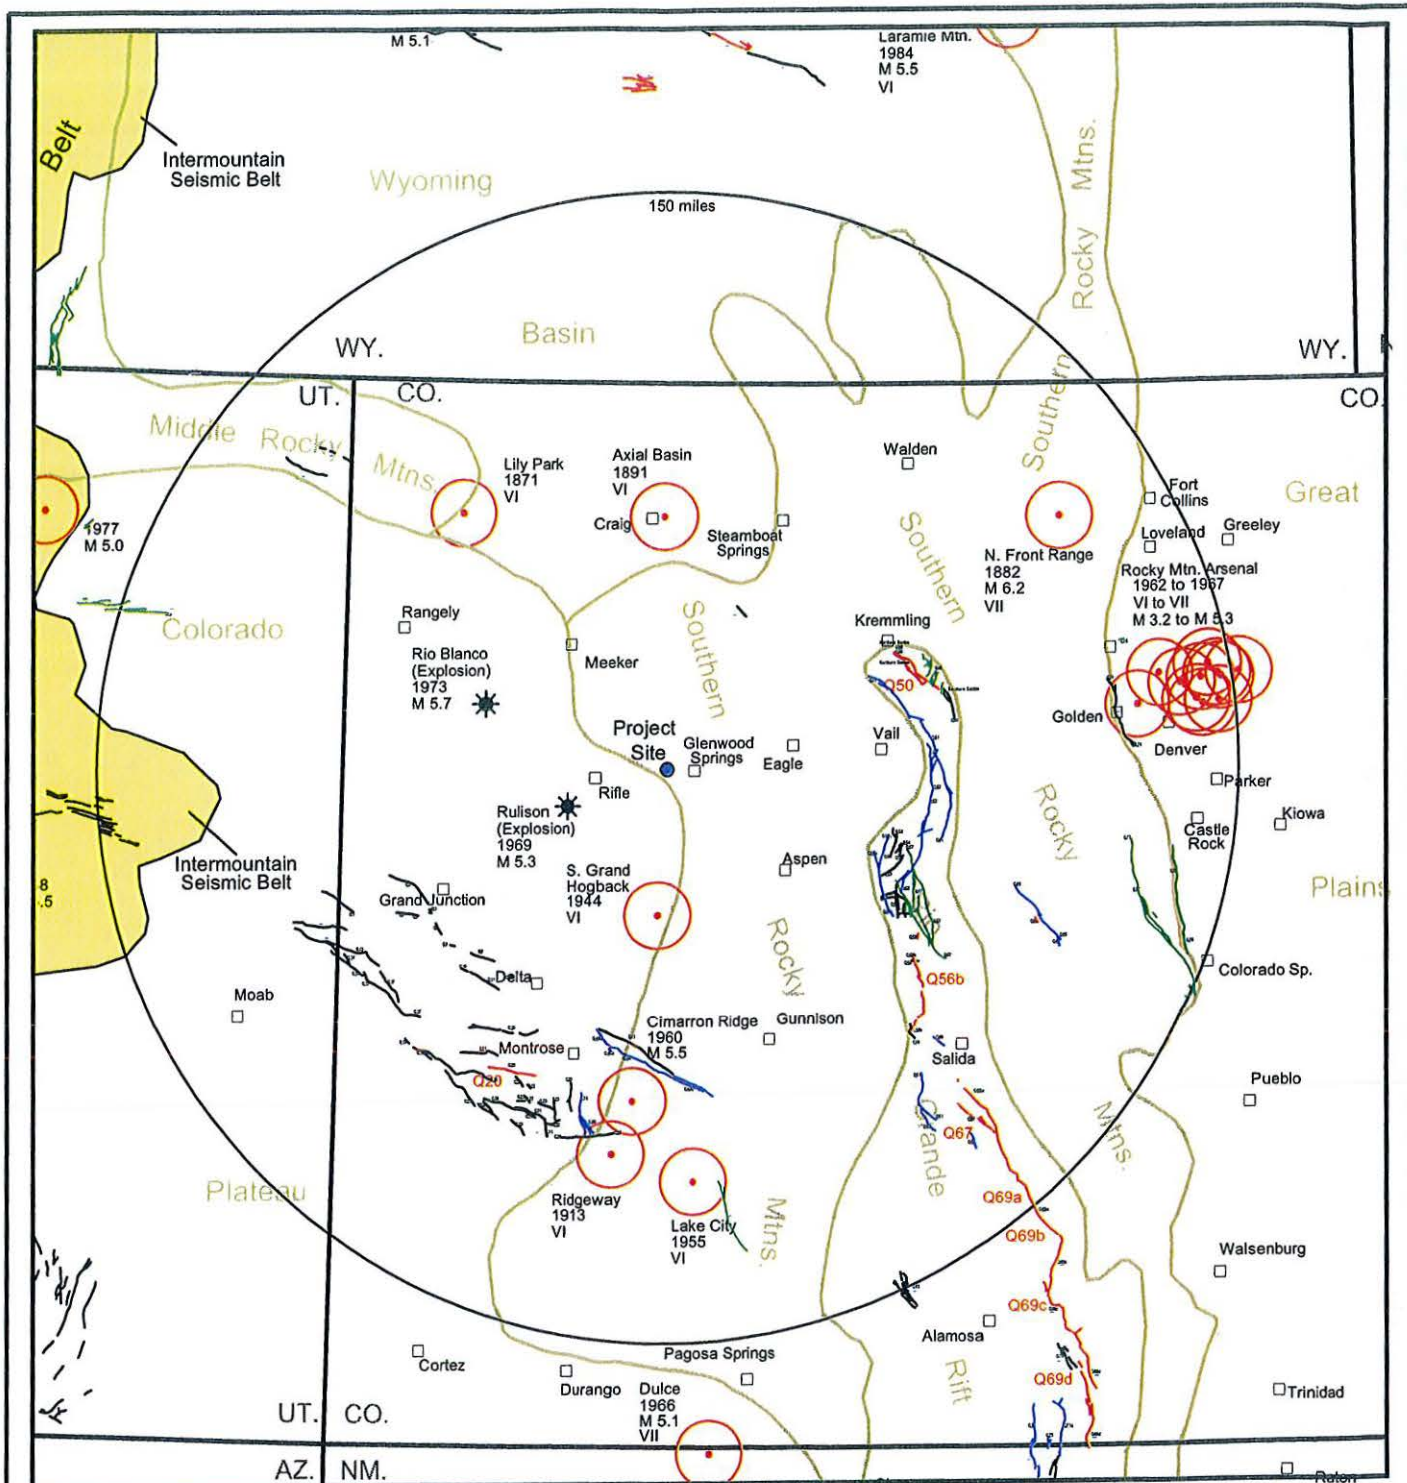 M 5.1
Laramie Mtn.
1984
M 5.5
VI
Belt
Intermountain
Seismic Belt
Wyoming
150 miles
Rocky Mtns.
Southern
Basin
WY.
WY.
UT.
CO.
CO.
Middle Rocky
Mtns.
Lily Park
1871
VI
Axial Basin
1891
VI
Craig
Steamboat
Springs
Walden
Fort
Collins
Great
Loveland
Greeley
N. Front Range
1882
M 6.2
VII
Rocky Mtn. Arsenal
1962 to 1967
VI to VII
M 3.2 to M 5.3
1977
M 5.0
Colorado
Rangely
Rio Blanco
(Explosion)
1973
M 5.7
Meeker
Southern
Southern
Kremmling
Q50
Golden
Denver
Project
Site
Glenwood
Springs
Eagle
Vail
Rifle
Parker
Rulison
(Explosion)
1969
M 5.3
Castle
Rock
Kiowa
Rocky
Intermountain
Seismic Belt
S. Grand
Hogback
1944
VI
Aspen
Plains
8
.5
Grand Junction
Delta
Rocky
Q56b
Colorado Sp.
Moab
Cimarron Ridge
1960
M 5.5
Gunnison
Montrose
Salida
Q20
Pueblo
Mtns.
Grande
Q67
Plateau
Ridgeway
1913
VI
Lake City
1955
VI
Mtns.
Q69a
Q69b
Walsenburg
Q69c
Alamosa
Cortez
Durango
Pagosa Springs
Rift
Q69d
Trinidad
Dulce
1966
M 5.1
VII
UT.
CO.
AZ.
NM.
Raton